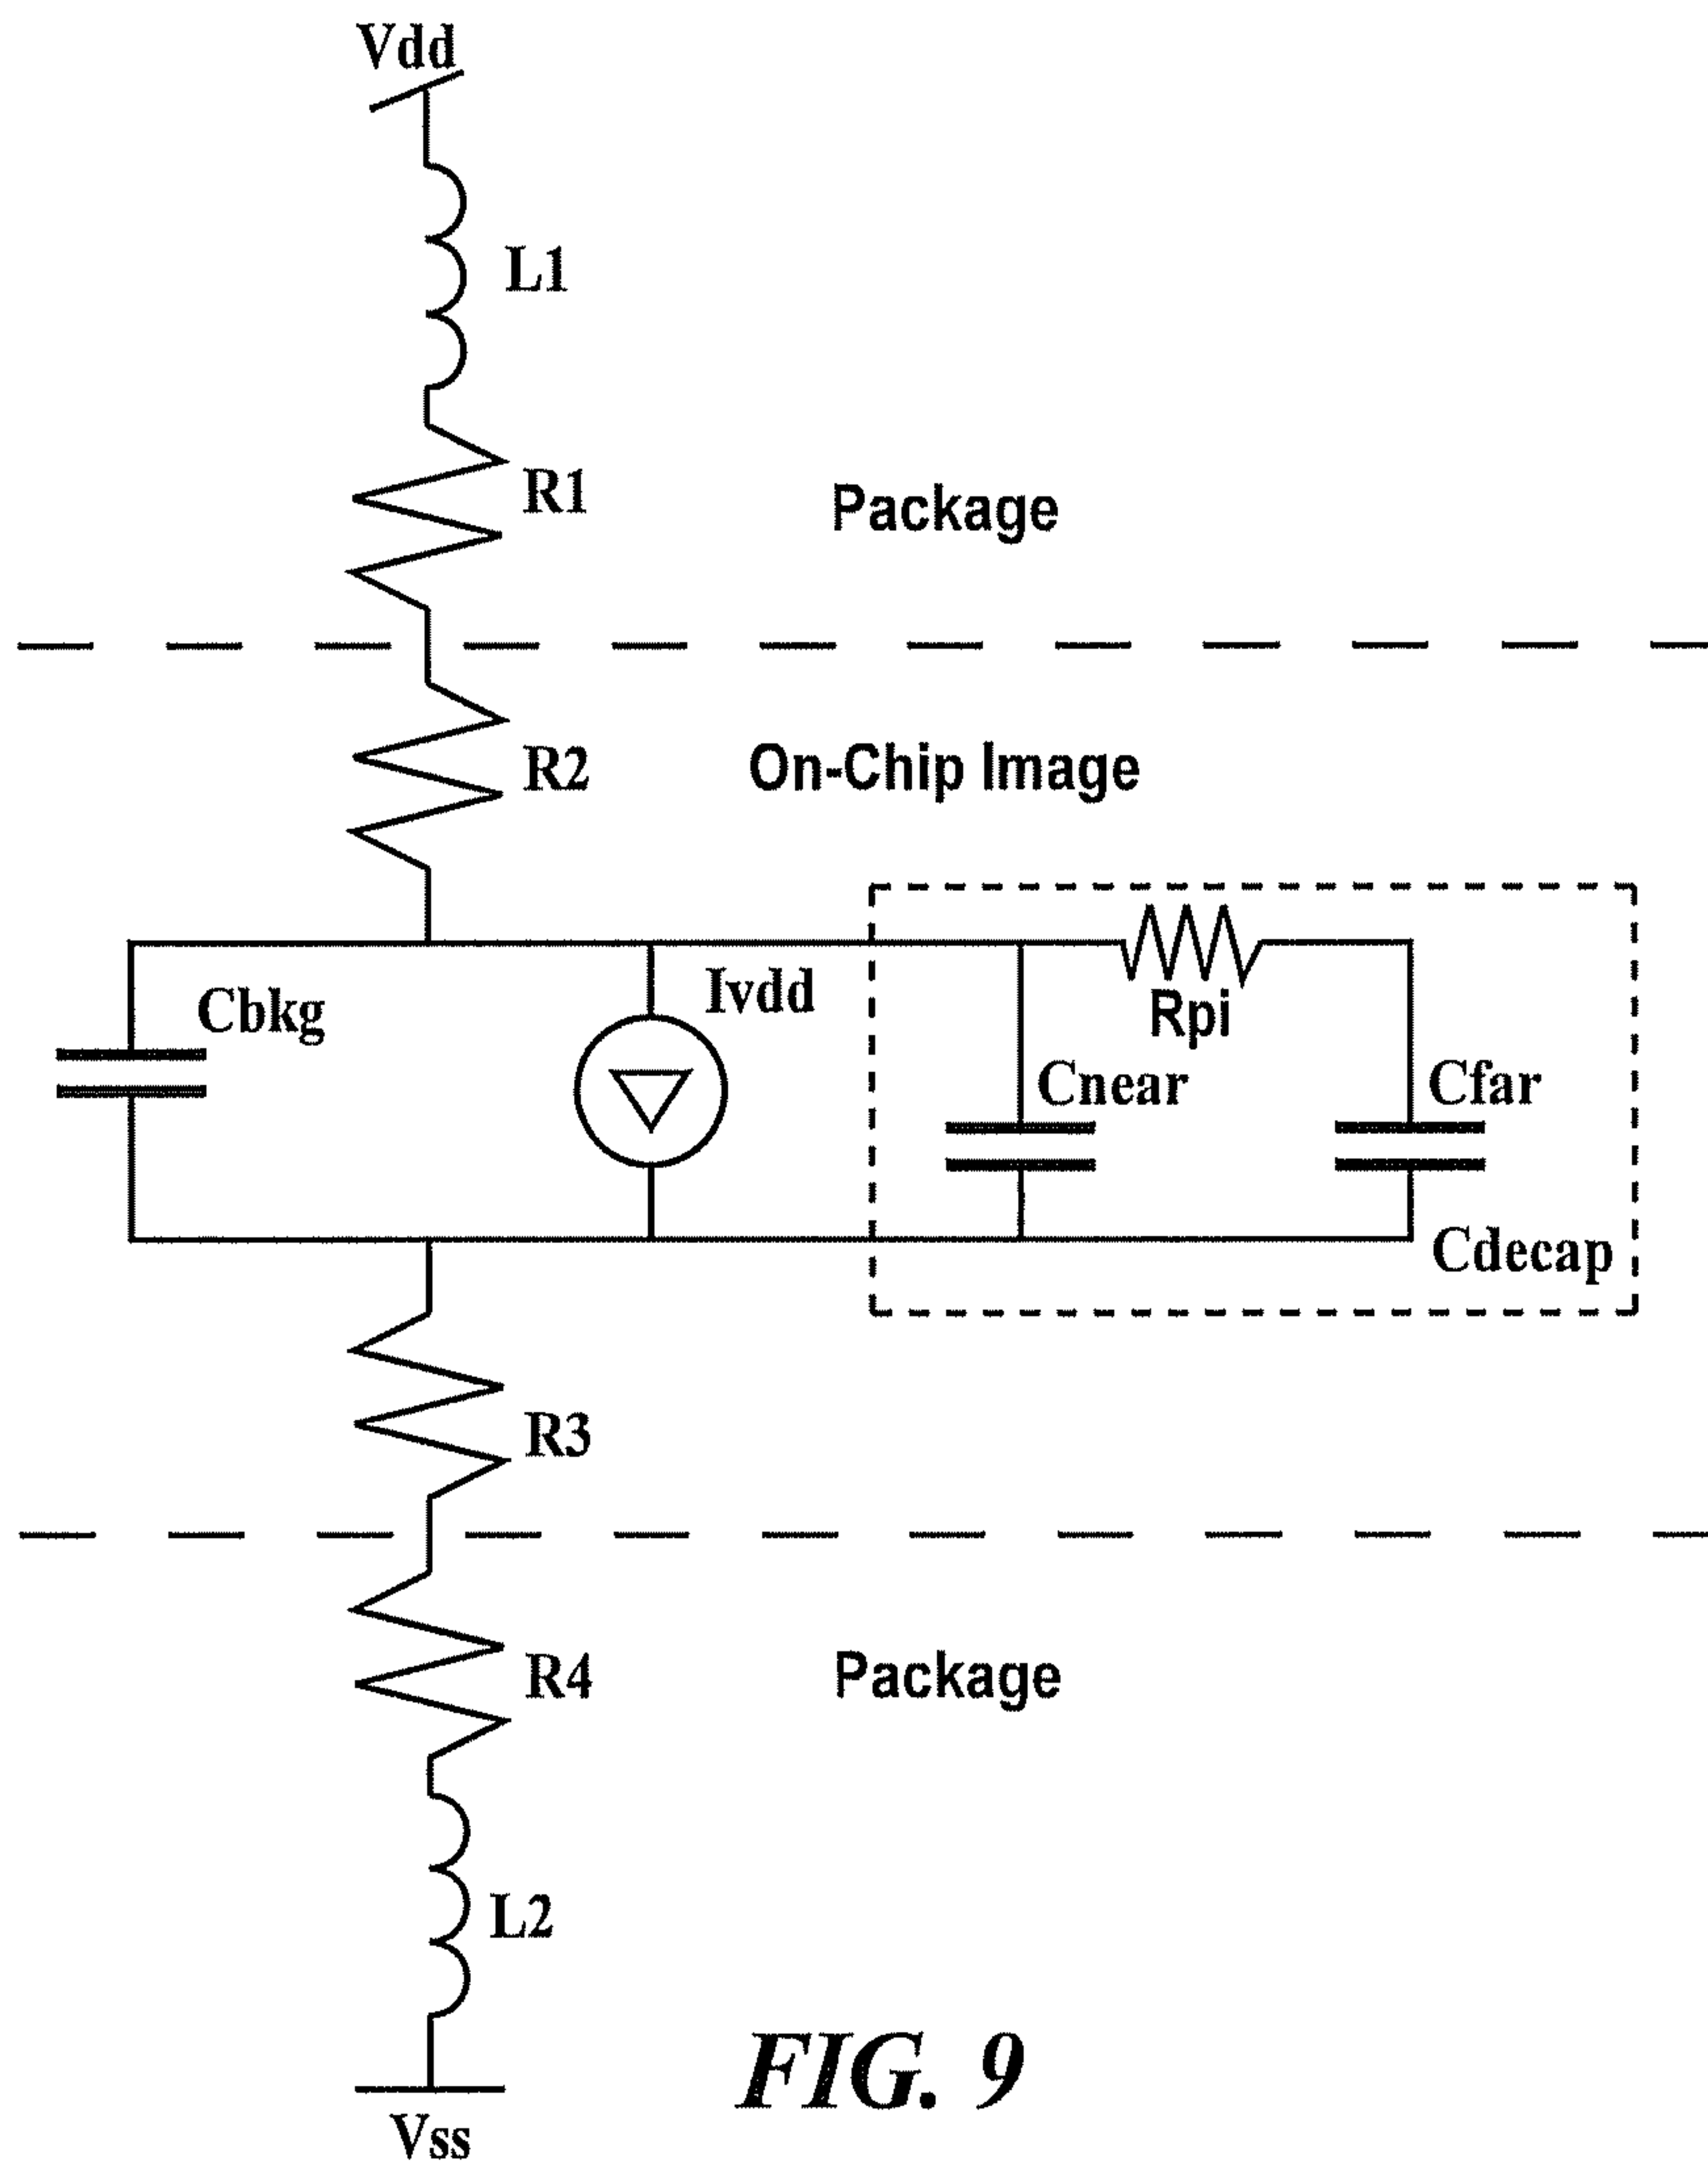 Vdd
L1
R1
Package
R2
On-Chip Image
Ivdd
Cbkg
Rpi
Cnear
Cfar
Cdecap
R3
R4
Package
L2
FIG. 9
Vss